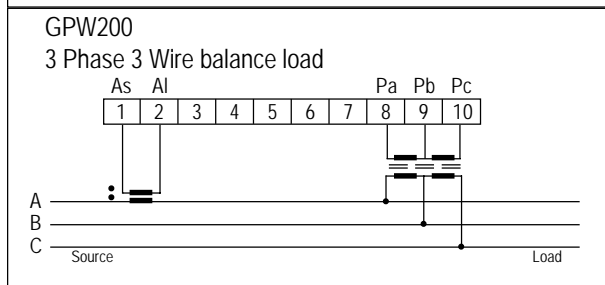 GPW200
3 Phase 3 Wire balance load
As Al Pa Pb Pc
1 2 3 4 5 6 7 8 9 10
A
B
C
Source Load